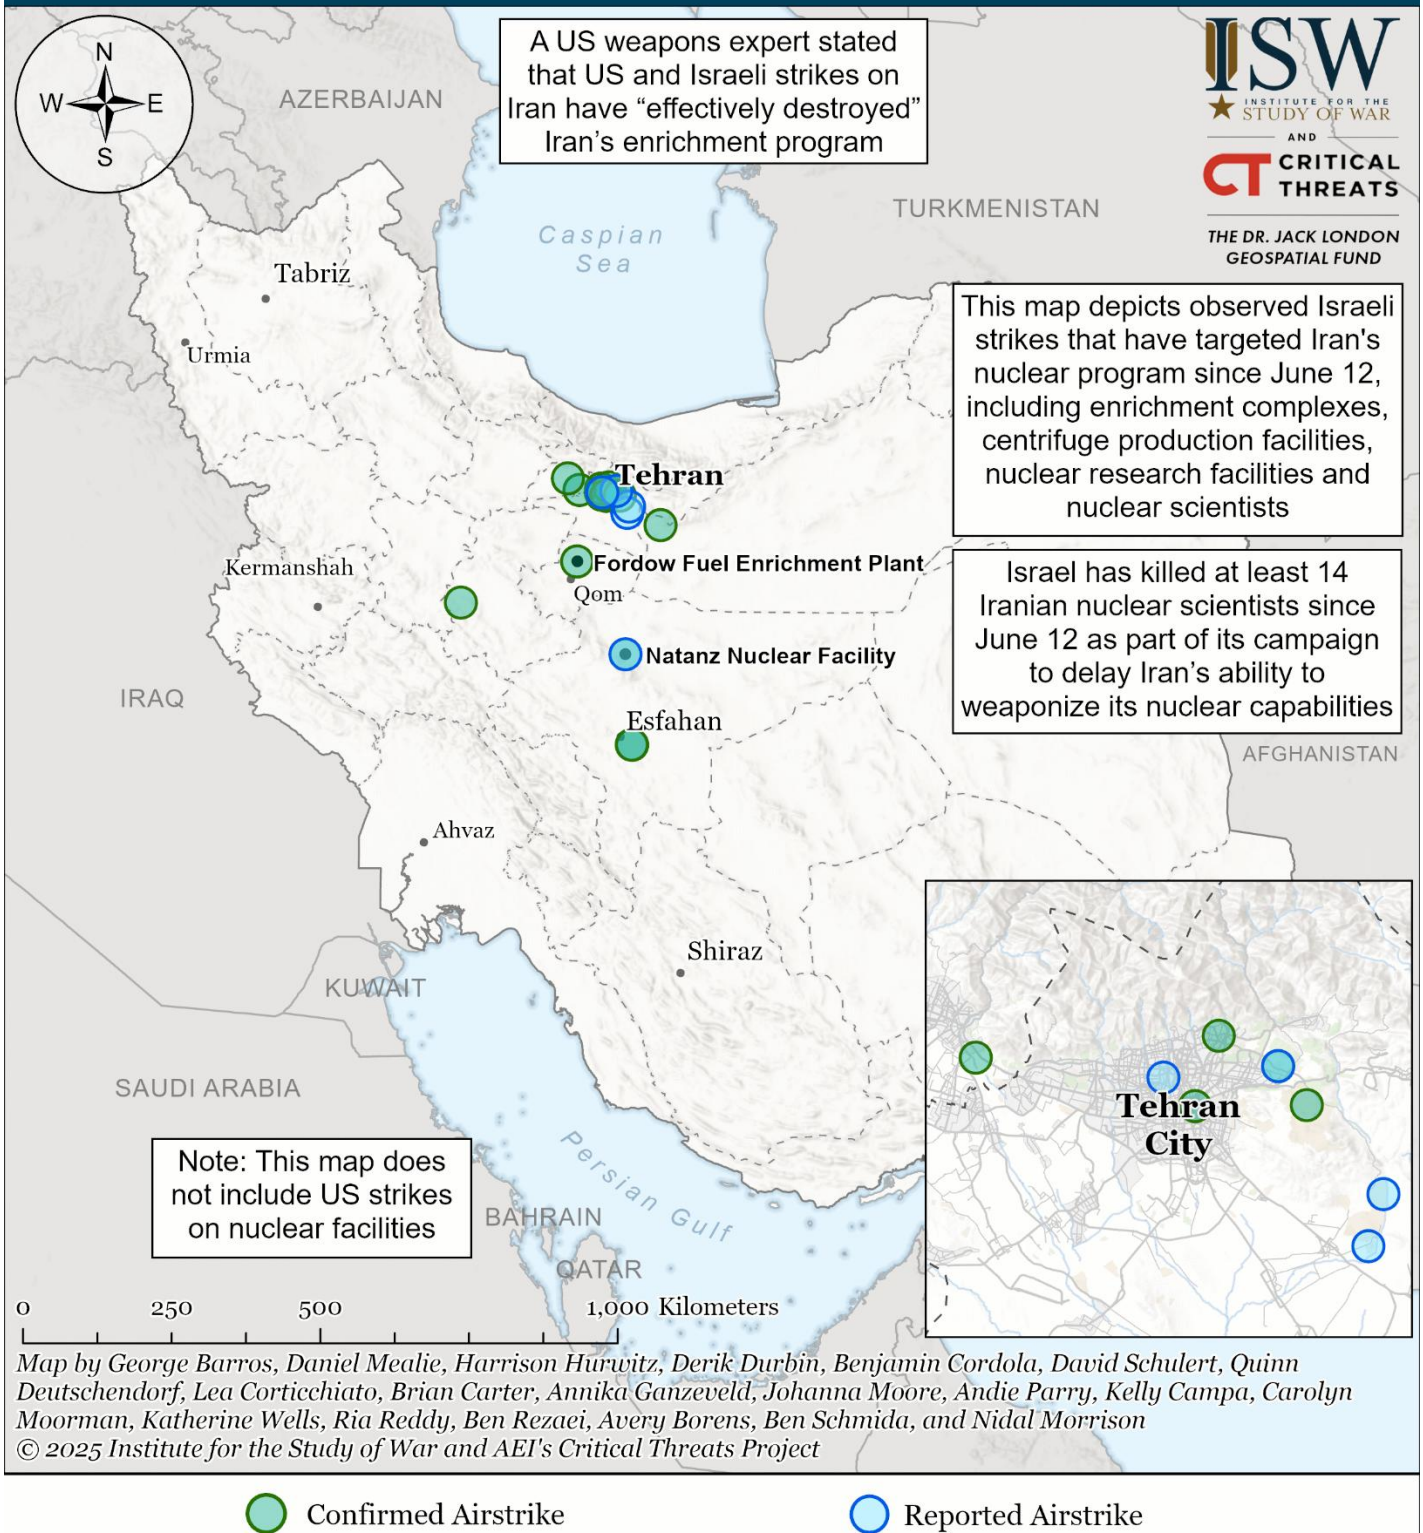 N
W
E
S
A US weapons expert stated
that US and Israeli strikes on
Iran have “effectively destroyed”
Iran’s enrichment program
ISW
INSTITUTE FOR THE
STUDY OF WAR
AND
CT CRITICAL
THREATS
THE DR. JACK LONDON
GEOSPATIAL FUND
AZERBAIJAN
TURKMENISTAN
Caspian
Sea
Tabriz
Urmia
This map depicts observed Israeli
strikes that have targeted Iran's
nuclear program since June 12,
including enrichment complexes,
centrifuge production facilities,
nuclear research facilities and
nuclear scientists
Tehran
Fordow Fuel Enrichment Plant
Kermanshah
Qom
Israel has killed at least 14
Iranian nuclear scientists since
June 12 as part of its campaign
to delay Iran’s ability to
weaponize its nuclear capabilities
Natanz Nuclear Facility
IRAQ
Esfahan
AFGHANISTAN
Ahvaz
Shiraz
KUWAIT
SAUDI ARABIA
Tehran
City
Persian Gulf
Note: This map does
not include US strikes
on nuclear facilities
BAHRAIN
QATAR
0 250 500 1,000 Kilometers
Map by George Barros, Daniel Mealie, Harrison Hurwitz, Derik Durbin, Benjamin Cordola, David Schulert, Quinn
Deutschendorf, Lea Corticchiato, Brian Carter, Annika Ganzeveld, Johanna Moore, Andie Parry, Kelly Campa, Carolyn
Moorman, Katherine Wells, Ria Reddy, Ben Rezaei, Avery Borens, Ben Schmida, and Nidal Morrison
© 2025 Institute for the Study of War and AEI's Critical Threats Project
Confirmed Airstrike
Reported Airstrike